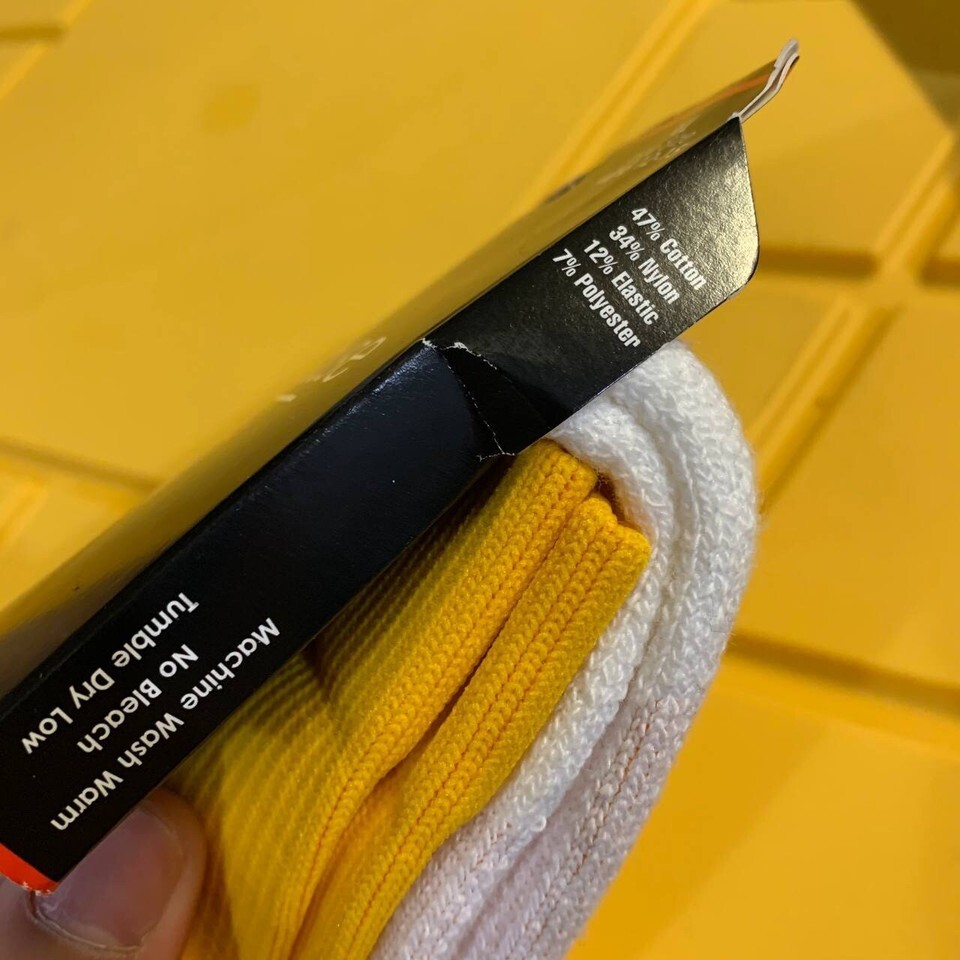 47% Cotton
34% Nylon
12% Elastic
7% Polyester
Machine Wash Warm
No Bleach
Tumble Dry Low